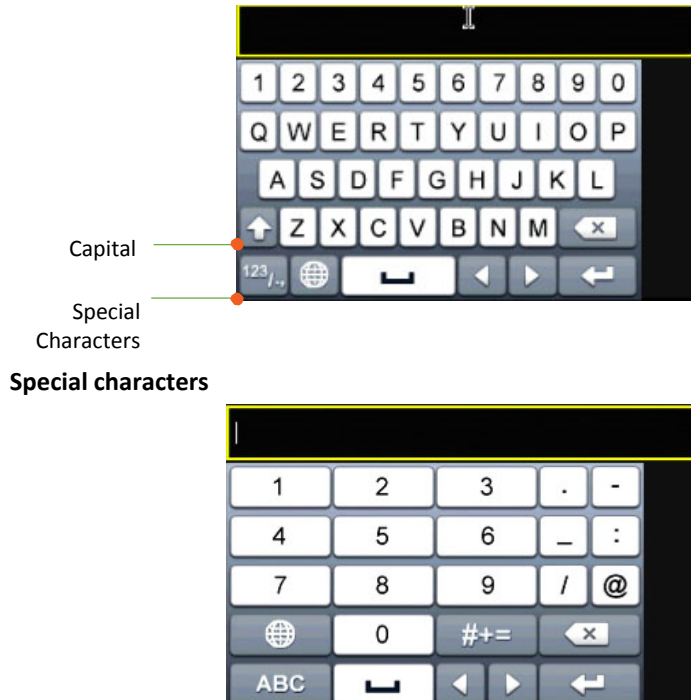 1 2 3 4 5 6 7 8 9 0
Q W E R T Y U I O P
A S D F G H J K L
Z X C V B N M
Capital
123/.,
Special
Characters
Special characters
1 2 3 . -
4 5 6 _ :
7 8 9 / @
0 #+=
ABC